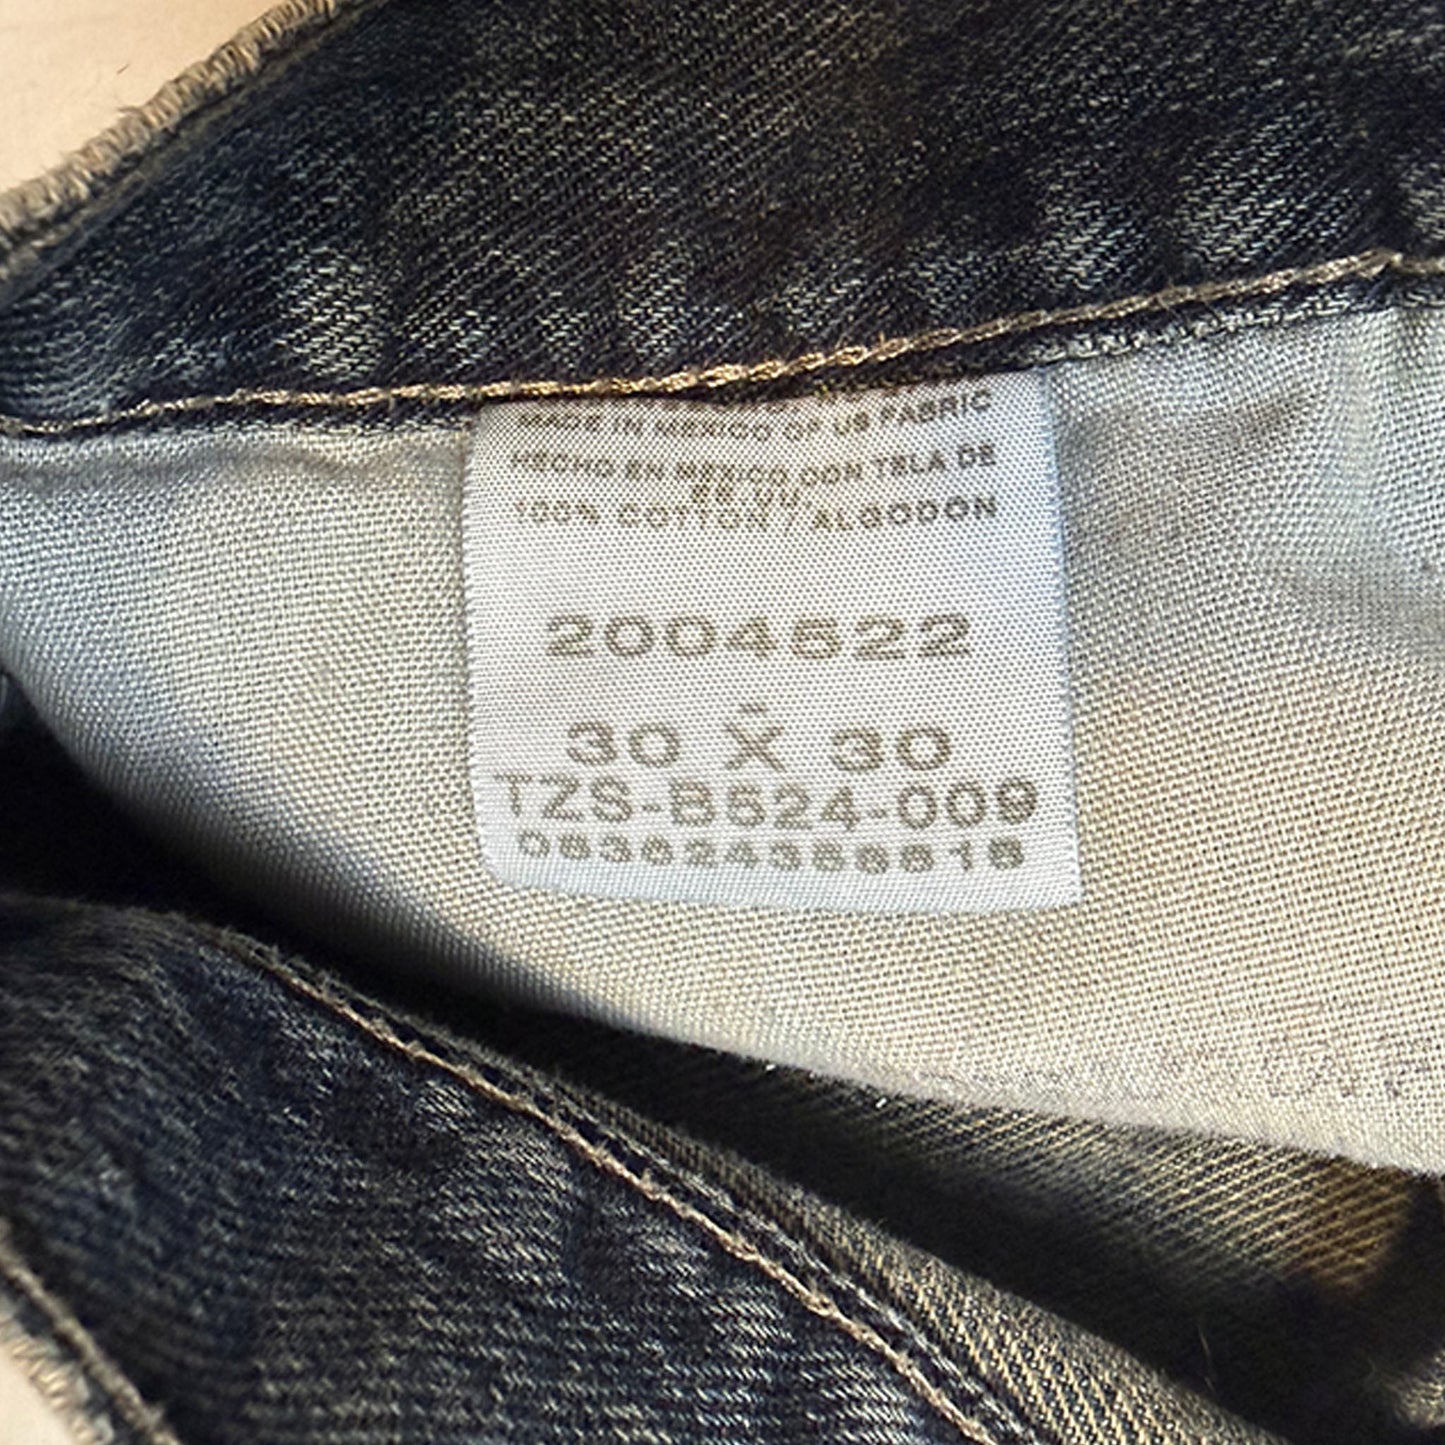 MADE IN MEXICO OF US FABRIC
HECHO EN MEXICO CON TELA DE
EE.UU.
100% COTTON / ALGODON
2004522
30 X 30
TZS-B524-009